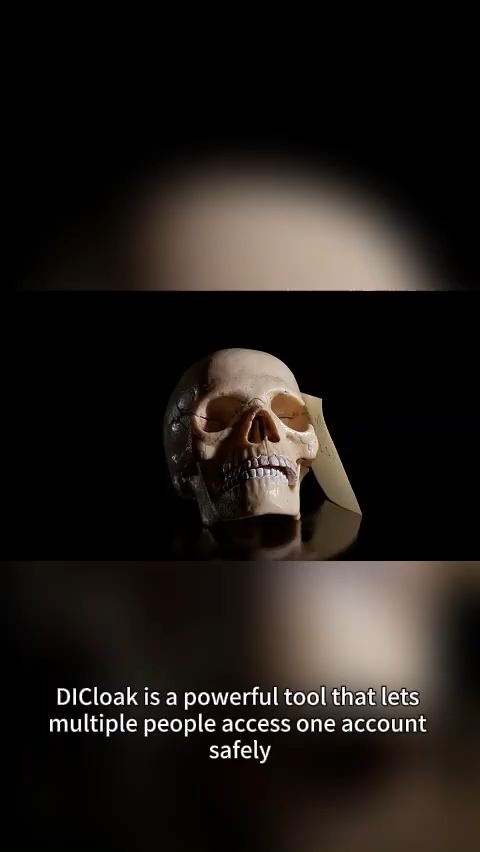 DICloak is a powerful tool that lets
multiple people access one account
safely